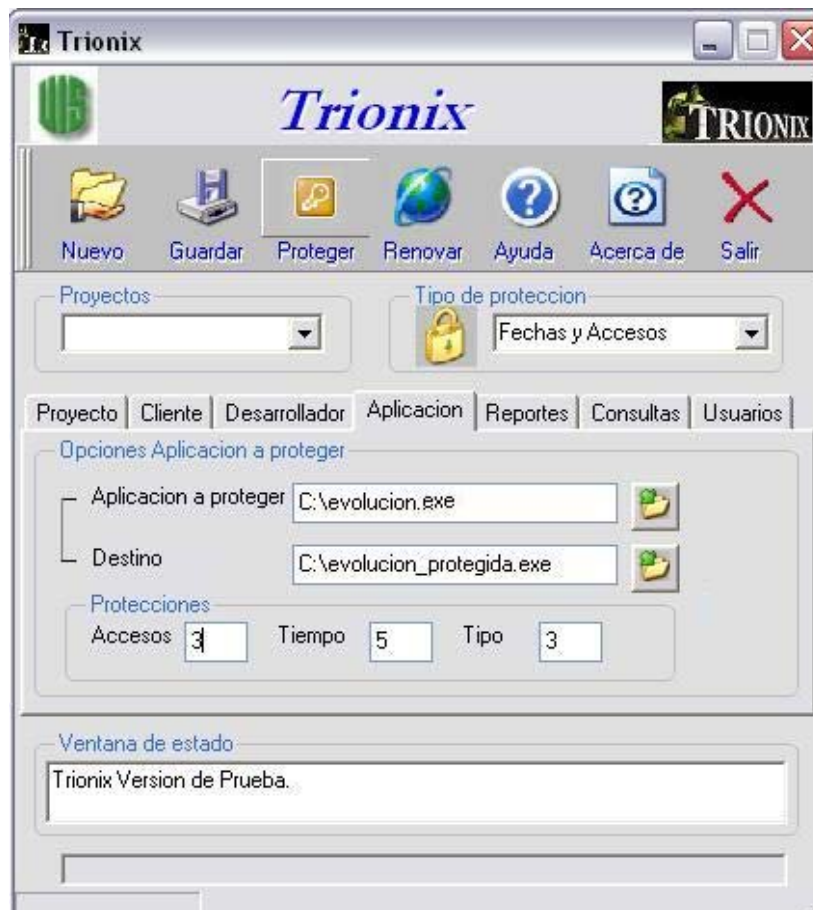 Trionix
Trionix
TRIONIX
Nuevo Guardar Proteger Renovar Ayuda Acerca de Salir
Proyectos Tipo de proteccion
Fechas y Accesos
Proyecto Cliente Desarrollador Aplicacion Reportes Consultas Usuarios
Opciones Aplicacion a proteger
Aplicacion a proteger C:\evolucion.exe
Destino C:\evolucion_protegida.exe
Protecciones
Accesos 3 Tiempo 5 Tipo 3
Ventana de estado
Trionix Version de Prueba.